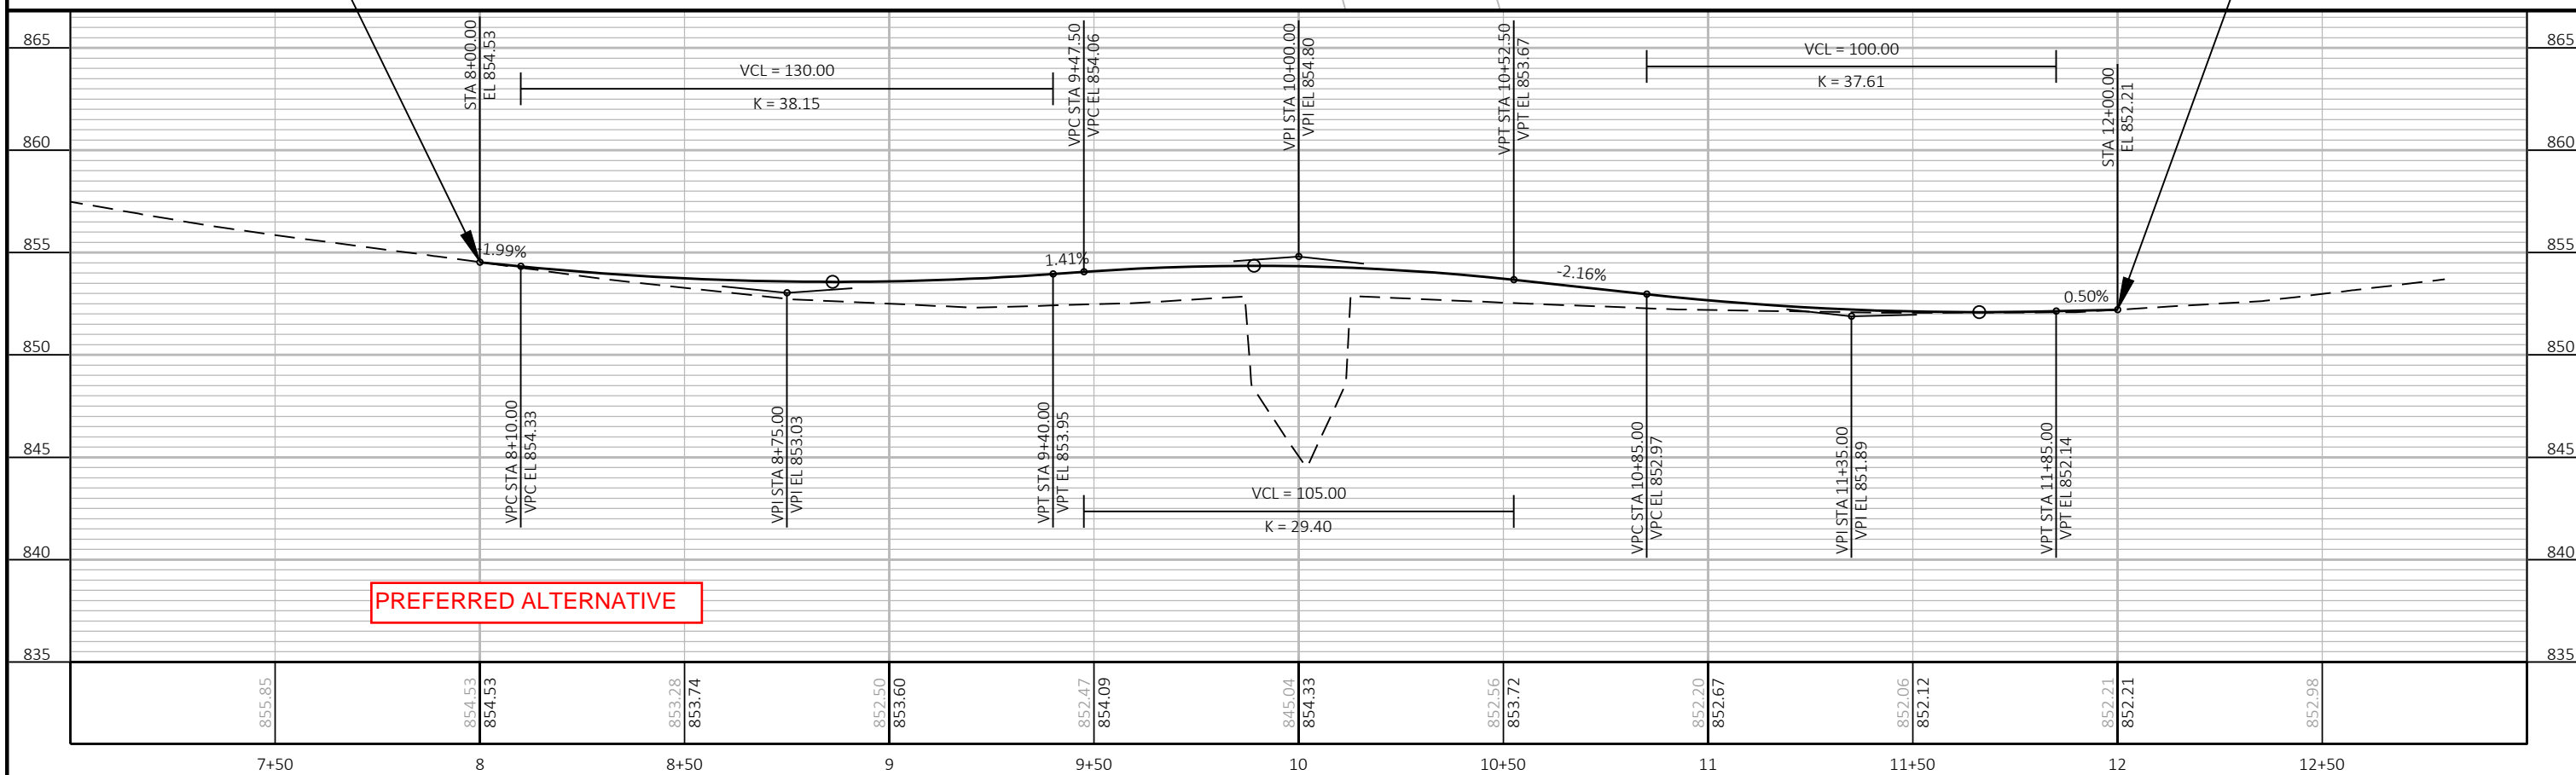 STA 8+00.00
EL 854.53
VCL = 130.00
K = 38.15
VPC STA 9+47.50
VPC EL 854.06
VPI STA 10+00.00
VPI EL 854.80
VPT STA 10+52.50
VPT EL 853.67
VCL = 100.00
K = 37.61
STA 12+00.00
EL 852.21
865
865
860
860
855
855
850
850
845
845
840
840
835
835
-1.99%
1.41%
-2.16%
0.50%
VPC STA 8+10.00
VPC EL 854.33
VPI STA 8+75.00
VPI EL 853.03
VPT STA 9+40.00
VPT EL 853.95
VCL = 105.00
K = 29.40
VPC STA 10+85.00
VPC EL 852.97
VPI STA 11+35.00
VPI EL 851.89
VPT STA 11+85.00
VPT EL 852.14
PREFERRED ALTERNATIVE
855.85
854.53
854.53
853.28
853.74
852.50
853.60
852.47
854.09
845.04
854.33
852.56
853.72
852.20
852.67
852.06
852.12
852.21
852.21
852.98
7+50
8
8+50
9
9+50
10
10+50
11
11+50
12
12+50